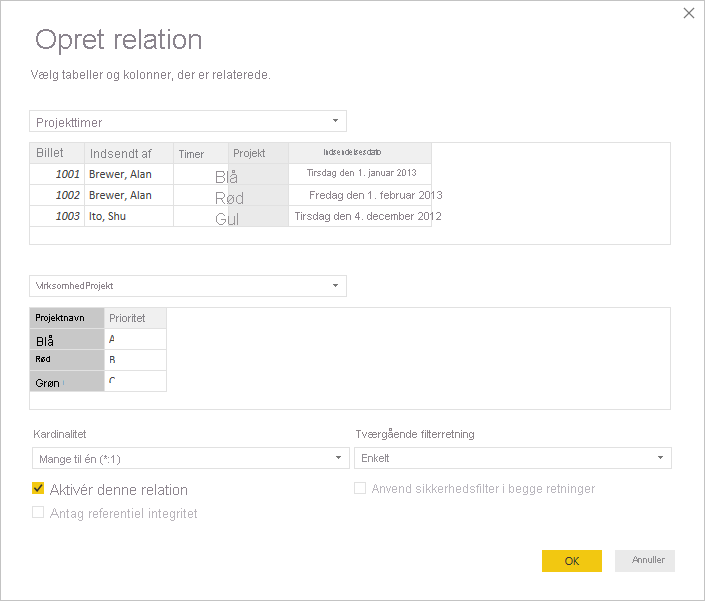 Opret relation
Vælg tabeller og kolonner, der er relaterede.
Projekttimer
Billet Indsendt af Timer Projekt Indsendelsesdato
1001 Brewer, Alan Blå Tirsdag den 1. januar 2013
1002 Brewer, Alan Rød Fredag den 1. februar 2013
1003 Ito, Shu Gul Tirsdag den 4. december 2012
VirksomhedProjekt
Projektnavn Prioritet
Blå A
Rød B
Grøn C
Kardinalitet Tværgående filterretning
Mange til én (*:1) Enkelt
Aktivér denne relation Anvend sikkerhedsfilter i begge retninger
Antag referentiel integritet
OK Annuller